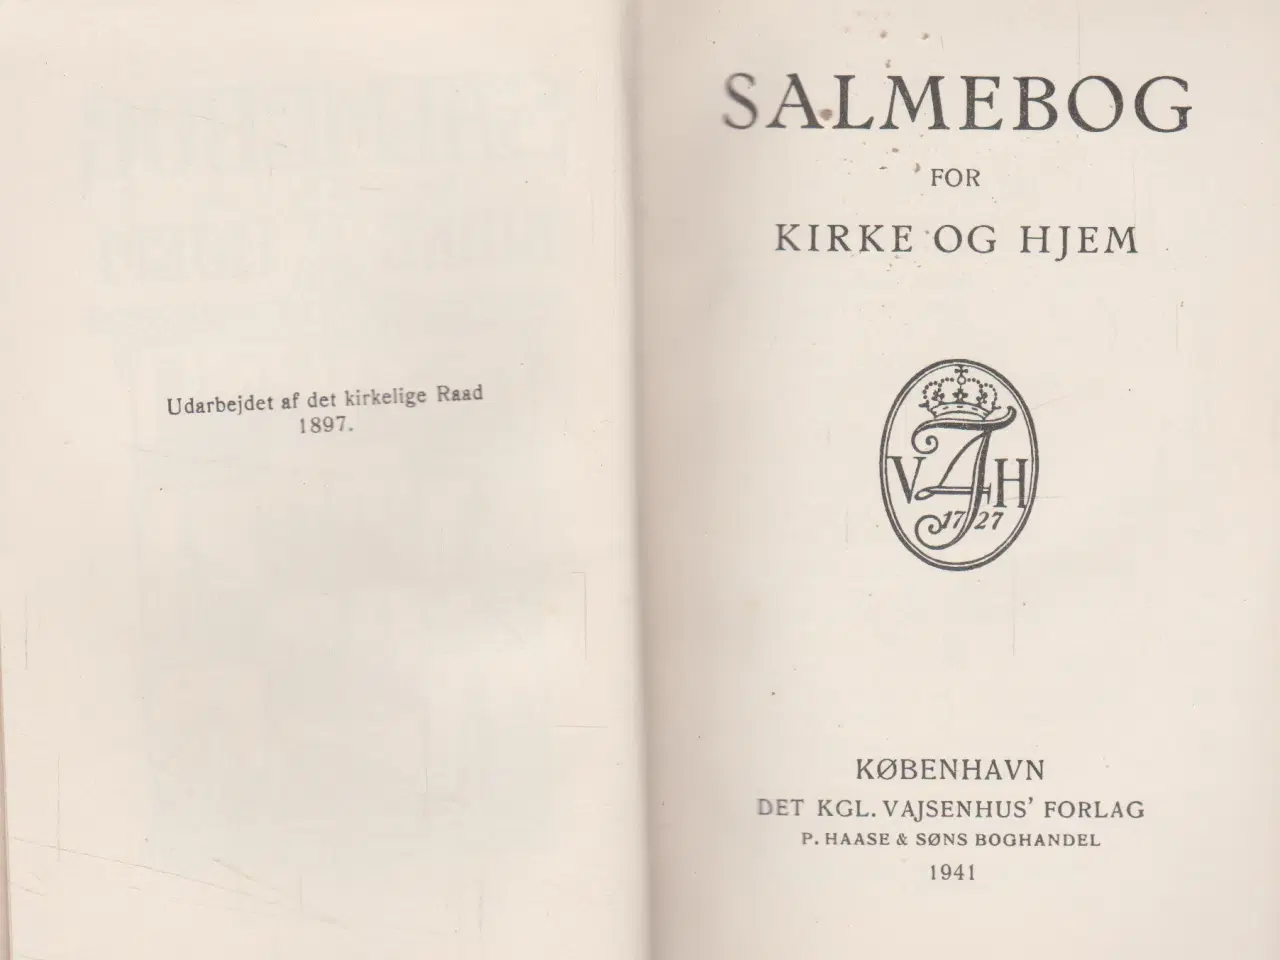 Udarbejdet af det kirkelige Raad
1897.
SALMEBOG
FOR
KIRKE OG HJEM
V H
17 27
KØBENHAVN
DET KGL. VAJSENHUS' FORLAG
P. HAASE & SØNS BOGHANDEL
1941